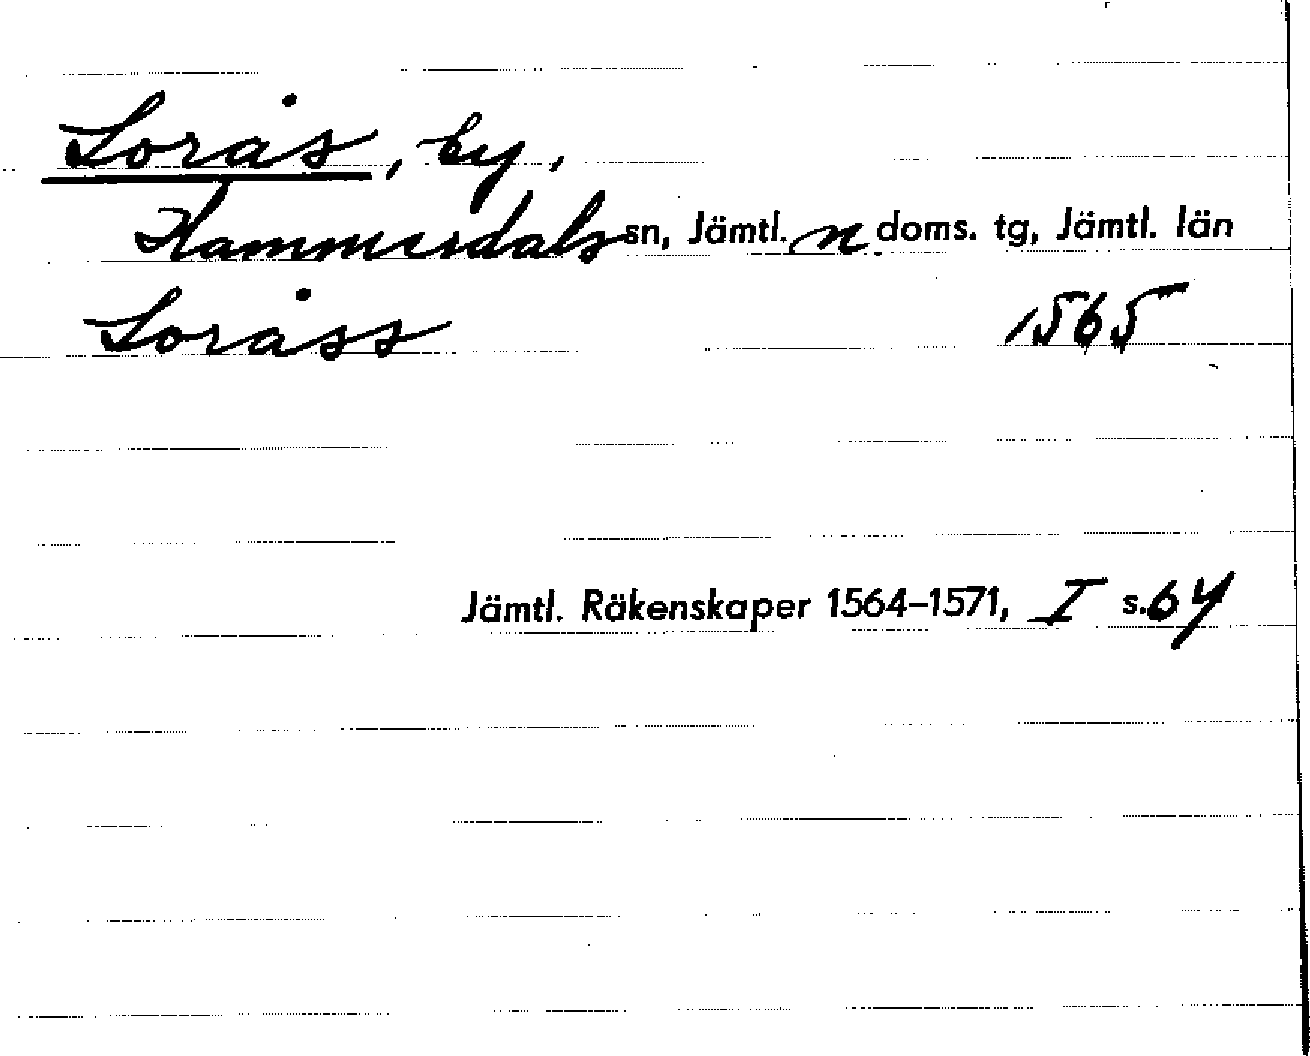 Lorås, by,
Hammerdals sn, Jämtl. n. doms. tg, Jämtl. län
Loråss 1565
Jämtl. Räkenskaper 1564–1571, I s. 64